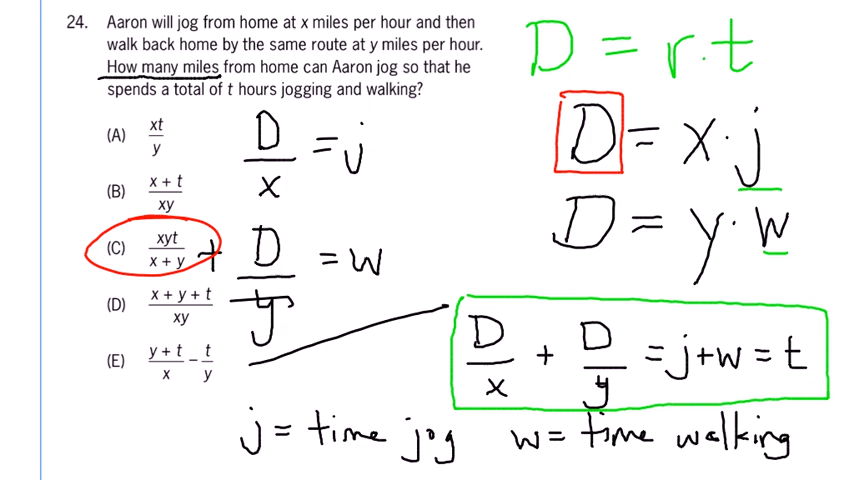 24. Aaron will jog from home at x miles per hour and then
walk back home by the same route at y miles per hour.
How many miles from home can Aaron jog so that he
spends a total of t hours jogging and walking?
(A) xt/y
(B) (x + t)/xy
(C) xyt/(x + y)
(D) (x + y + t)/xy
(E) (y + t)/x − t/y
D/x = j
+ D/y = w
D = r.t
D = x · j
D = y · w
D/x + D/y = j+w = t
j = time jog w = time walking